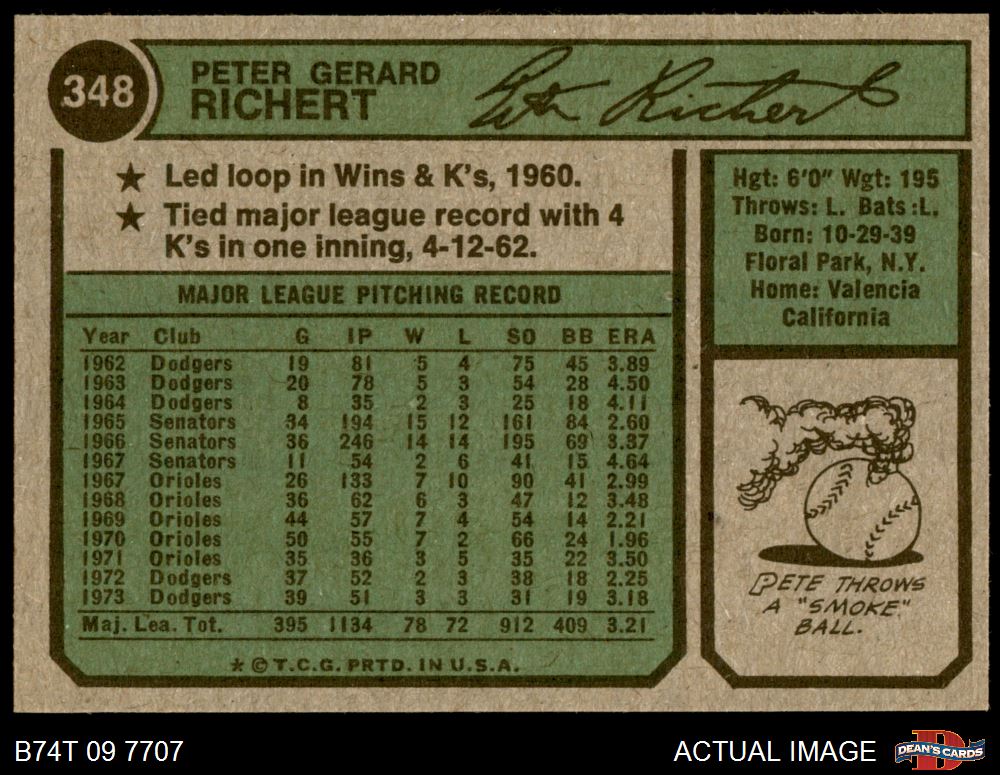 348
PETER GERARD
RICHERT
Pete Richert
★ Led loop in Wins & K's, 1960.
★ Tied major league record with 4
K's in one inning, 4-12-62.
MAJOR LEAGUE PITCHING RECORD
Year Club G IP W L SO BB ERA
1962 Dodgers 19 81 5 4 75 45 3.89
1963 Dodgers 20 78 5 3 54 28 4.50
1964 Dodgers 8 35 2 3 25 18 4.11
1965 Senators 34 194 15 12 161 84 2.60
1966 Senators 36 246 14 14 195 69 3.37
1967 Senators 11 54 2 6 41 15 4.64
1967 Orioles 26 133 7 10 90 41 2.99
1968 Orioles 36 62 6 3 47 12 3.48
1969 Orioles 44 57 7 4 54 14 2.21
1970 Orioles 50 55 7 2 66 24 1.96
1971 Orioles 35 36 3 5 35 22 3.50
1972 Dodgers 37 52 2 3 38 18 2.25
1973 Dodgers 39 51 3 3 31 19 3.18
Maj. Lea. Tot. 395 1134 78 72 912 409 3.21
★ © T.C.G. PRTD. IN U.S.A.
Hgt: 6'0" Wgt: 195
Throws: L. Bats :L.
Born: 10-29-39
Floral Park, N.Y.
Home: Valencia
California
PETE THROWS
A "SMOKE"
BALL.
B74T 09 7707
ACTUAL IMAGE
D
DEAN'S CARDS